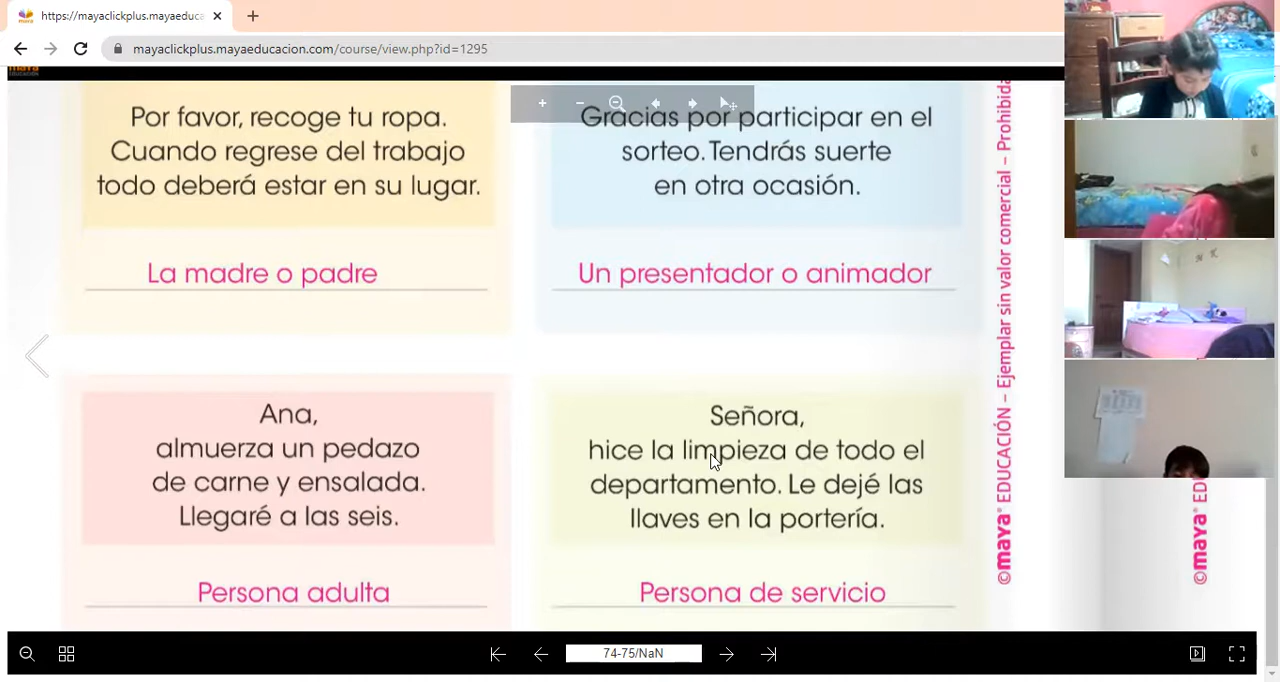 https://mayaclickplus.mayaeduca
mayaclickplus.mayaeducacion.com/course/view.php?id=1295
maya
EDUCACIÓN
Por favor, recoge tu ropa.
Cuando regrese del trabajo
todo deberá estar en su lugar.
La madre o padre
Gracias por participar en el
sorteo. Tendrás suerte
en otra ocasión.
Un presentador o animador
Ana,
almuerza un pedazo
de carne y ensalada.
Llegaré a las seis.
Persona adulta
Señora,
hice la limpieza de todo el
departamento. Le dejé las
llaves en la portería.
Persona de servicio
©maya® EDUCACIÓN – Ejemplar sin valor comercial – Prohibida
©maya® ED
74-75/NaN